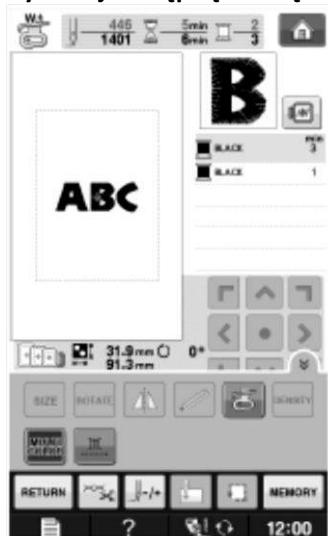 W+
446 5min 2
1401 6min 3
B
min
BLACK 3
BLACK 1
ABC
31.9mm 0°
91.3mm
SIZE ROTATE DENSITY
RETURN -/+ MEMORY
? 12:00